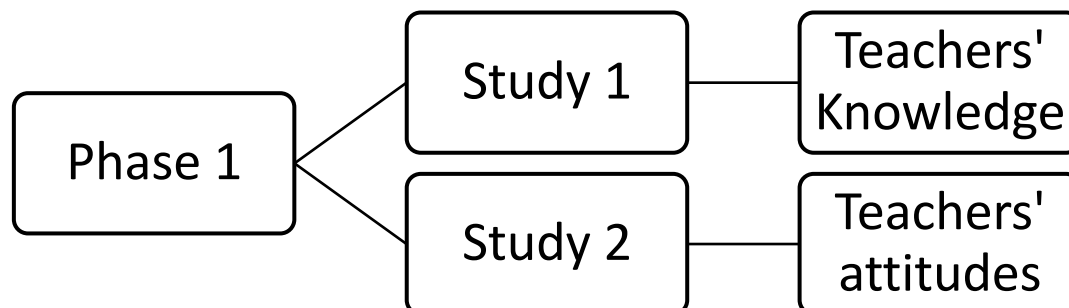 Phase 1
Study 1
Teachers'
Knowledge
Study 2
Teachers'
attitudes